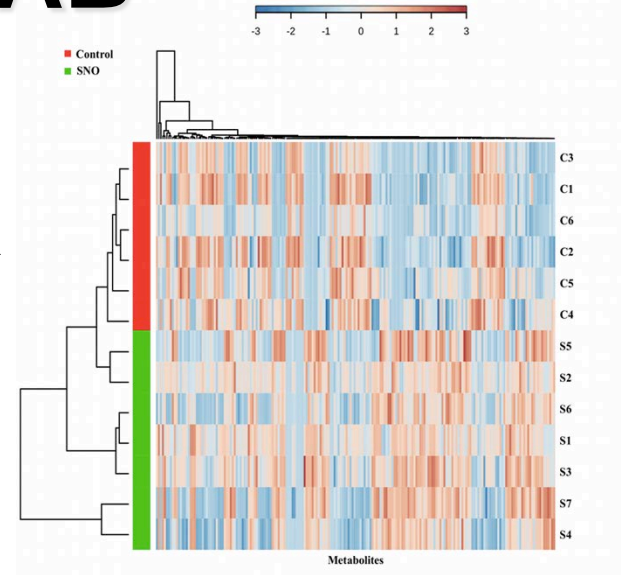 -3 -2 -1 0 1 2 3
Control
SNO
C3
C1
C6
C2
C5
C4
S5
S2
S6
S1
S3
S7
S4
Metabolites